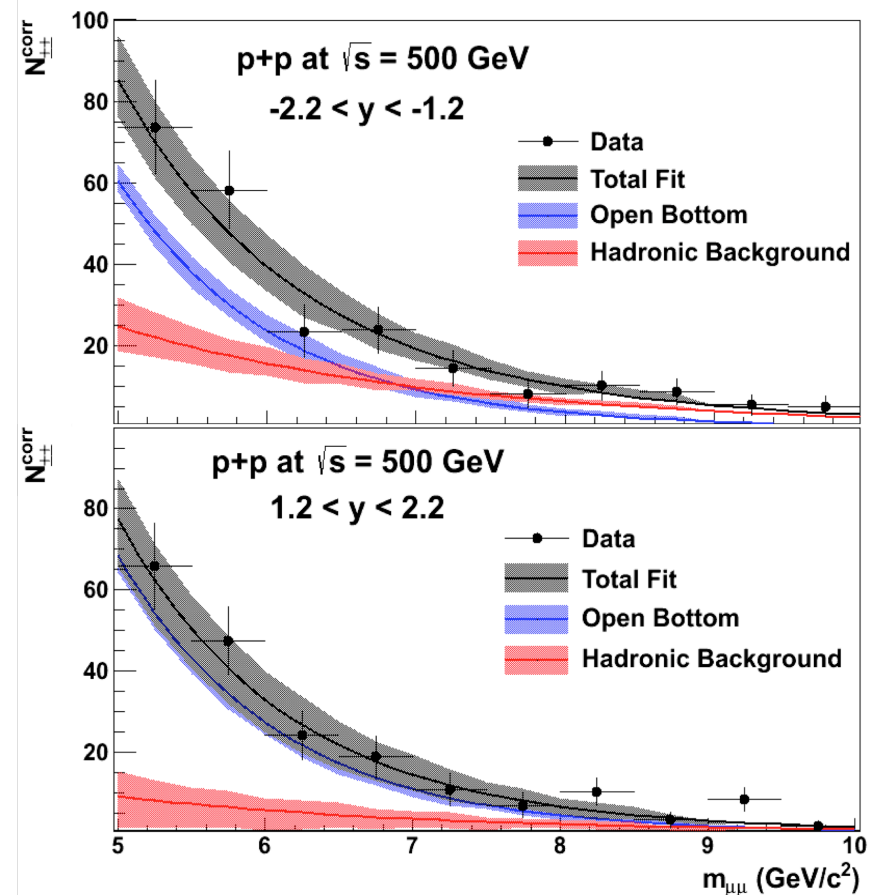 N±±^corr
100
80
60
40
20
p+p at √s = 500 GeV
-2.2 < y < -1.2
Data
Total Fit
Open Bottom
Hadronic Background
N±±^corr
80
60
40
20
p+p at √s = 500 GeV
1.2 < y < 2.2
Data
Total Fit
Open Bottom
Hadronic Background
5 6 7 8 9 10
m_μμ (GeV/c²)